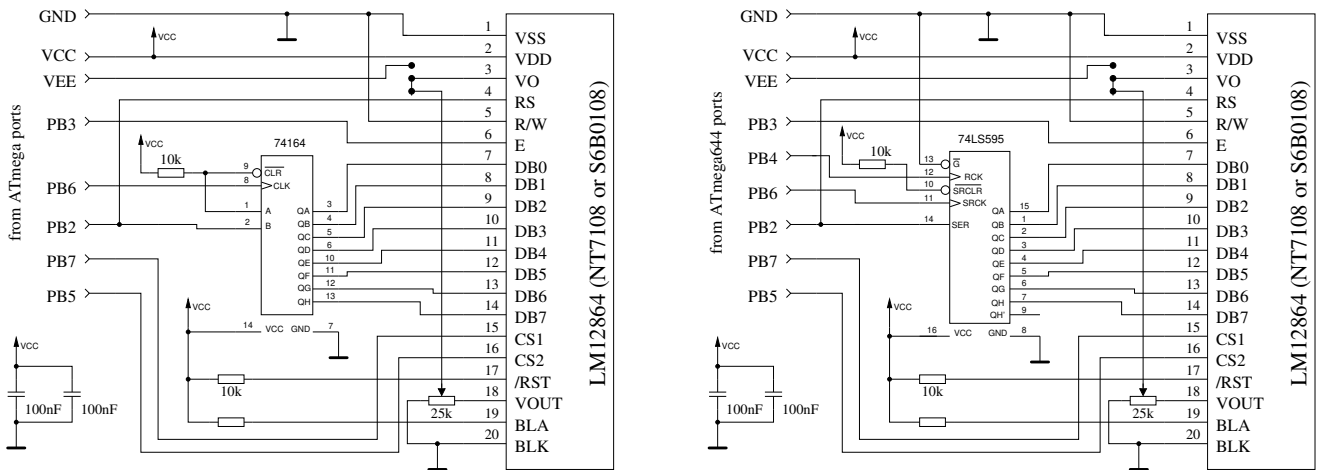 GND
VCC
VCC
VEE
PB3
PB6
PB2
PB7
PB5
from ATmega ports
VCC
10k
74164
9
CLR
8
CLK
1
A
2
B
QA
3
QB
4
QC
5
QD
6
QE
10
QF
11
QG
12
QH
13
14
VCC
GND
7
VCC
10k
25k
VCC
100nF
100nF
1
VSS
2
VDD
3
VO
4
RS
5
R/W
6
E
7
DB0
8
DB1
9
DB2
10
DB3
11
DB4
12
DB5
13
DB6
14
DB7
15
CS1
16
CS2
17
/RST
18
VOUT
19
BLA
20
BLK
LM12864 (NT7108 or S6B0108)
GND
VCC
VCC
VEE
PB3
PB4
PB6
PB2
PB7
PB5
from ATmega644 ports
VCC
10k
74LS595
13
G
12
RCK
10
SRCLR
11
SRCK
14
SER
QA
15
QB
1
QC
2
QD
3
QE
4
QF
5
QG
6
QH
7
QH'
9
16
VCC
GND
8
VCC
10k
25k
VCC
100nF
100nF
1
VSS
2
VDD
3
VO
4
RS
5
R/W
6
E
7
DB0
8
DB1
9
DB2
10
DB3
11
DB4
12
DB5
13
DB6
14
DB7
15
CS1
16
CS2
17
/RST
18
VOUT
19
BLA
20
BLK
LM12864 (NT7108 or S6B0108)